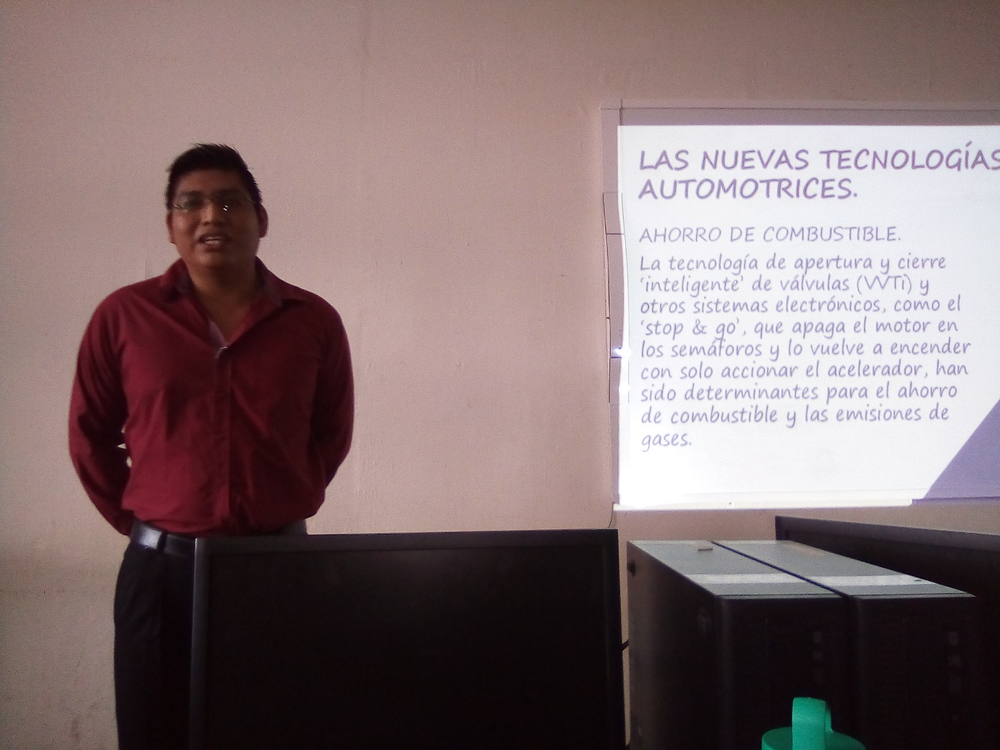 LAS NUEVAS TECNOLOGÍAS
AUTOMOTRICES.
AHORRO DE COMBUSTIBLE.
La tecnología de apertura y cierre
'inteligente' de válvulas (VVTi) y
otros sistemas electrónicos, como el
'stop & go', que apaga el motor en
los semáforos y lo vuelve a encender
con solo accionar el acelerador, han
sido determinantes para el ahorro
de combustible y las emisiones de
gases.